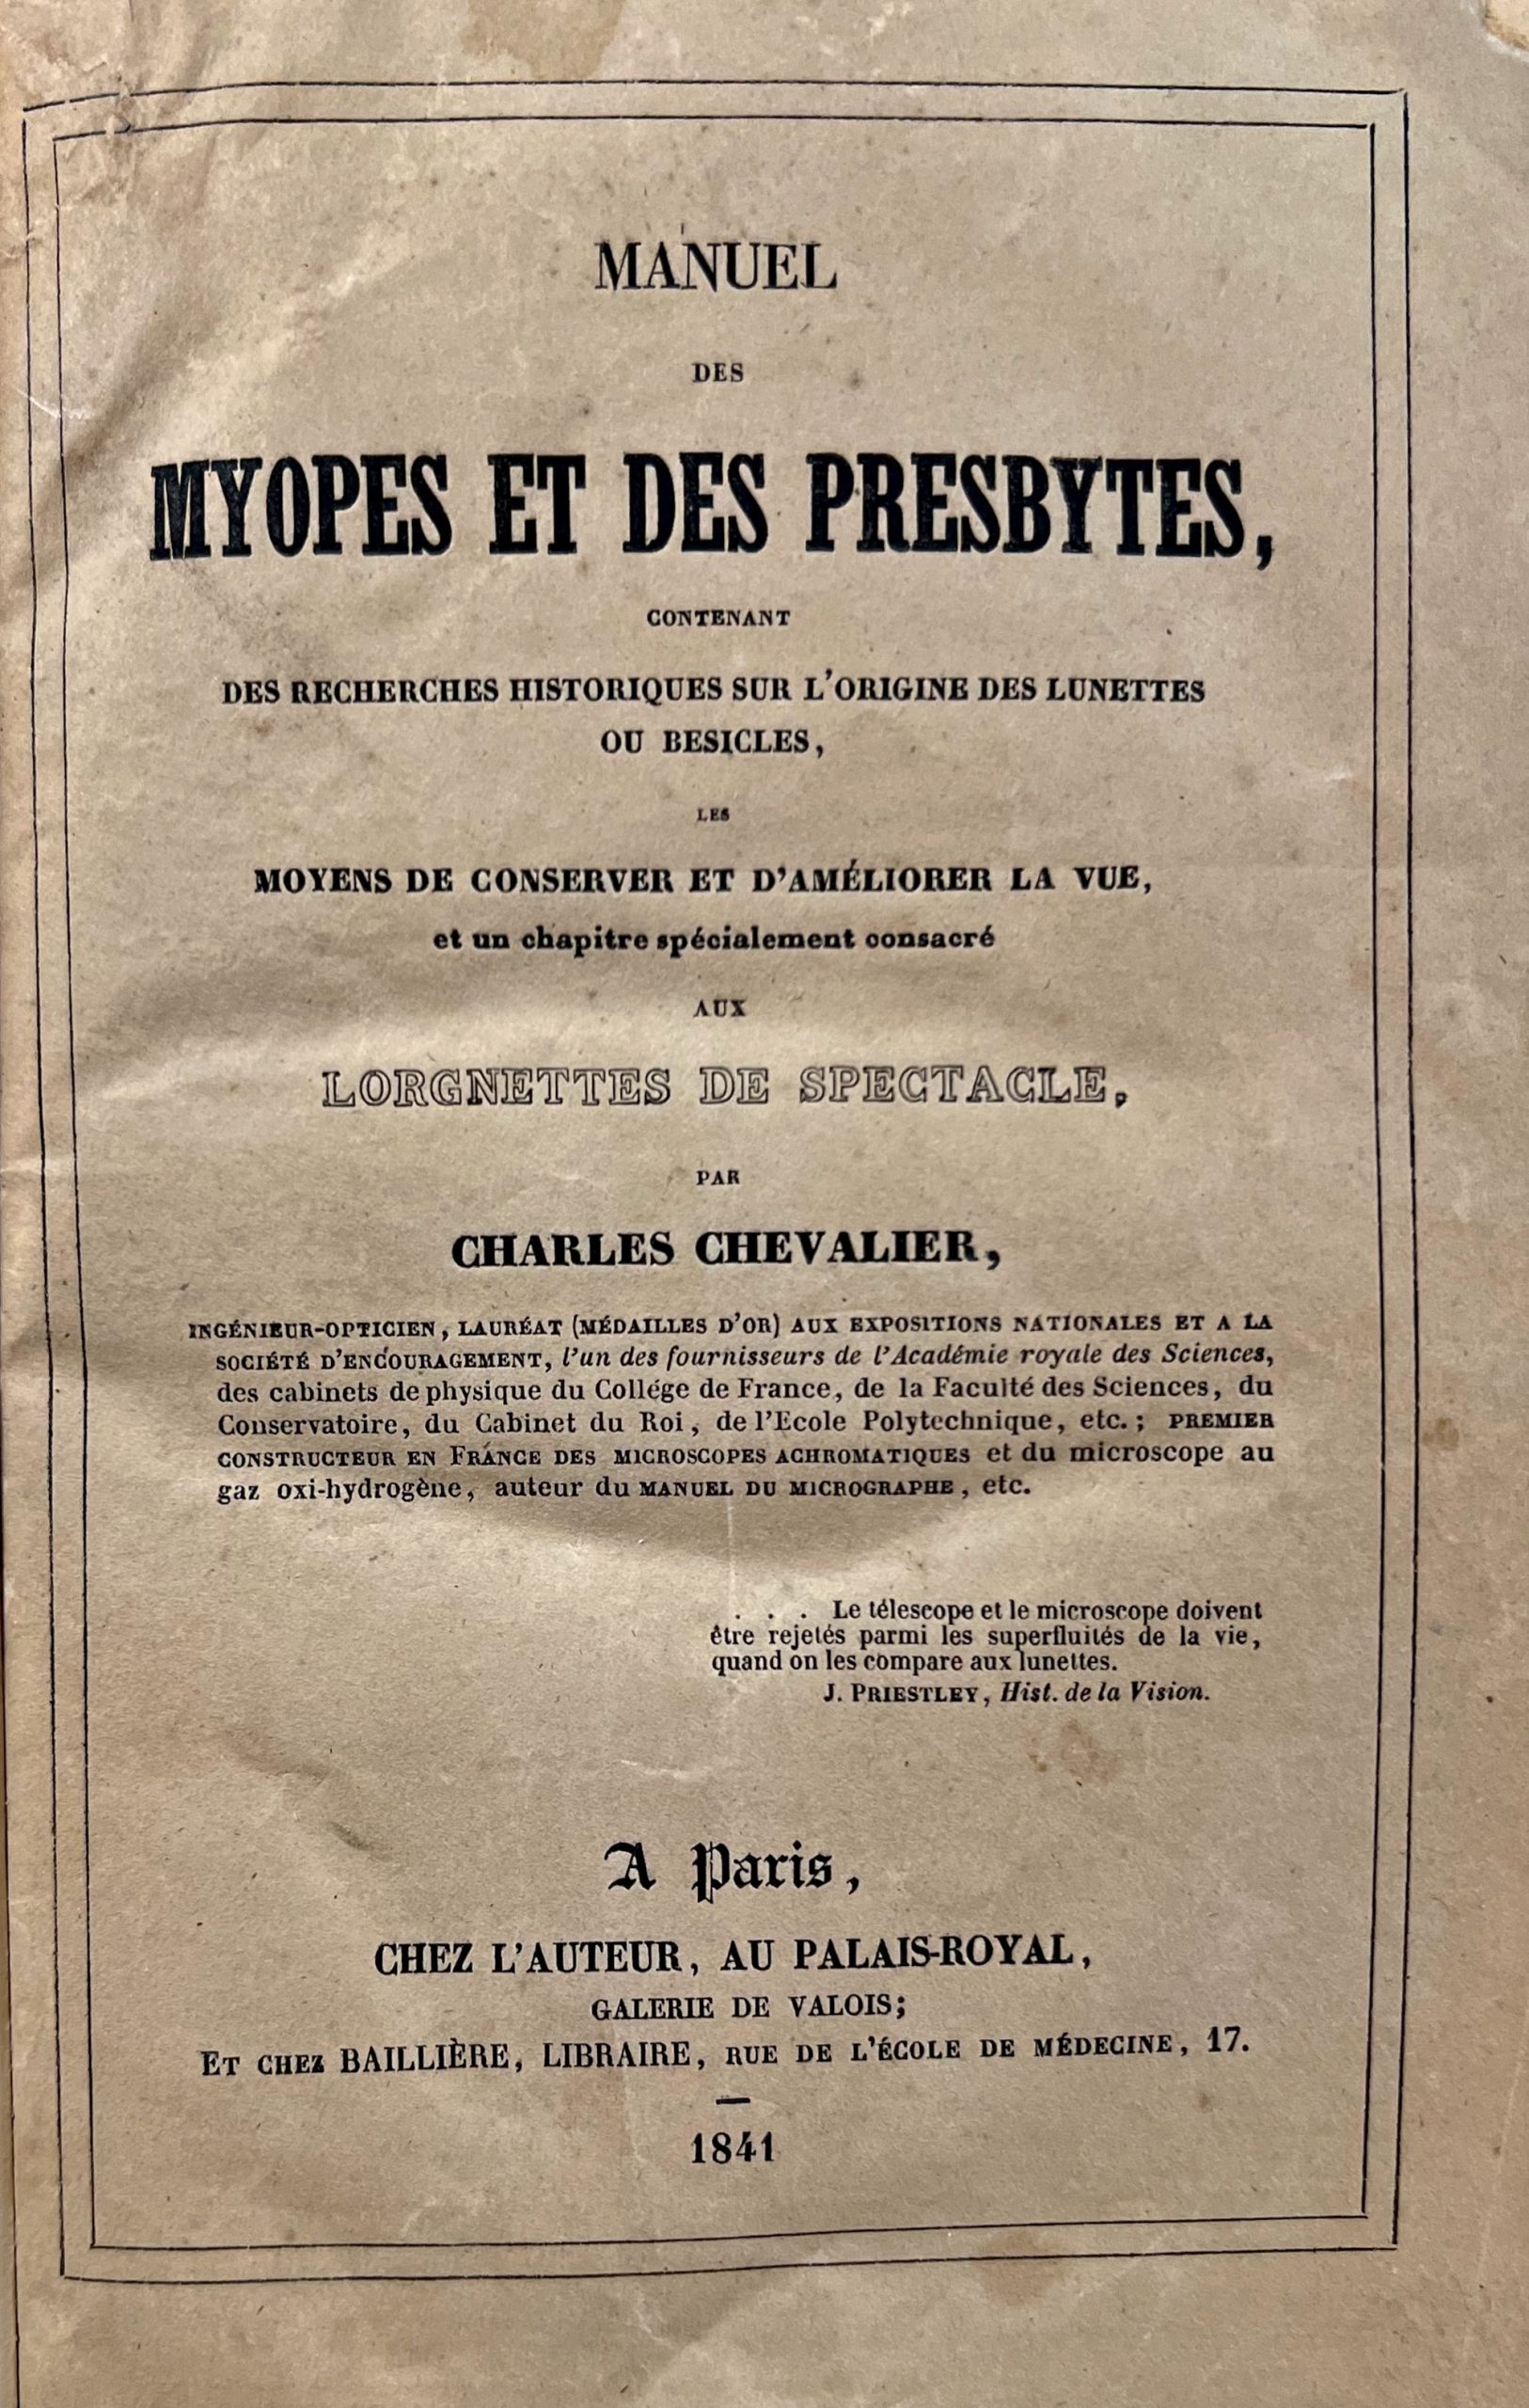 MANUEL
DES
MYOPES ET DES PRESBYTES,
CONTENANT
DES RECHERCHES HISTORIQUES SUR L'ORIGINE DES LUNETTES
OU BESICLES,
LES
MOYENS DE CONSERVER ET D'AMÉLIORER LA VUE,
et un chapitre spécialement consacré
AUX
LORGNETTES DE SPECTACLE,
PAR
CHARLES CHEVALIER,
INGÉNIEUR-OPTICIEN, LAURÉAT (MÉDAILLES D'OR) AUX EXPOSITIONS NATIONALES ET A LA
SOCIÉTÉ D'ENCOURAGEMENT, l'un des fournisseurs de l'Académie royale des Sciences,
des cabinets de physique du Collége de France, de la Faculté des Sciences, du
Conservatoire, du Cabinet du Roi, de l'Ecole Polytechnique, etc.; PREMIER
CONSTRUCTEUR EN FRANCE DES MICROSCOPES ACHROMATIQUES et du microscope au
gaz oxi-hydrogène, auteur du MANUEL DU MICROGRAPHE, etc.
. . . Le télescope et le microscope doivent
être rejetés parmi les superfluités de la vie,
quand on les compare aux lunettes.
J. PRIESTLEY, Hist. de la Vision.
A Paris,
CHEZ L'AUTEUR, AU PALAIS-ROYAL,
GALERIE DE VALOIS;
ET CHEZ BAILLIÈRE, LIBRAIRE, RUE DE L'ÉCOLE DE MÉDECINE, 17.
1841